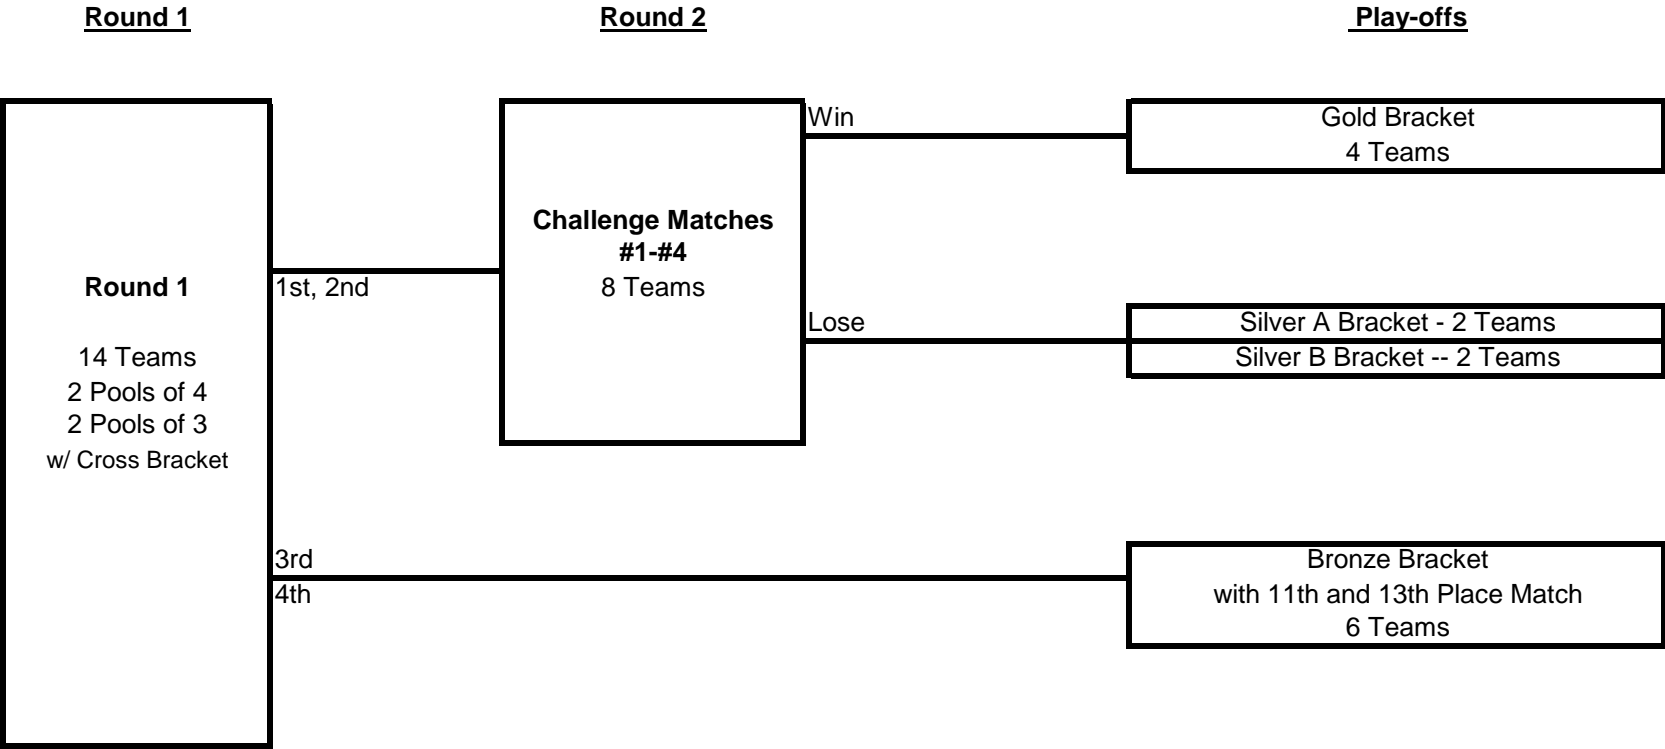 Round 1
Round 2
Play-offs
Round 1
14 Teams
2 Pools of 4
2 Pools of 3
w/ Cross Bracket
1st, 2nd
3rd
4th
Challenge Matches
#1-#4
8 Teams
Win
Lose
Gold Bracket
4 Teams
Silver A Bracket - 2 Teams
Silver B Bracket -- 2 Teams
Bronze Bracket
with 11th and 13th Place Match
6 Teams